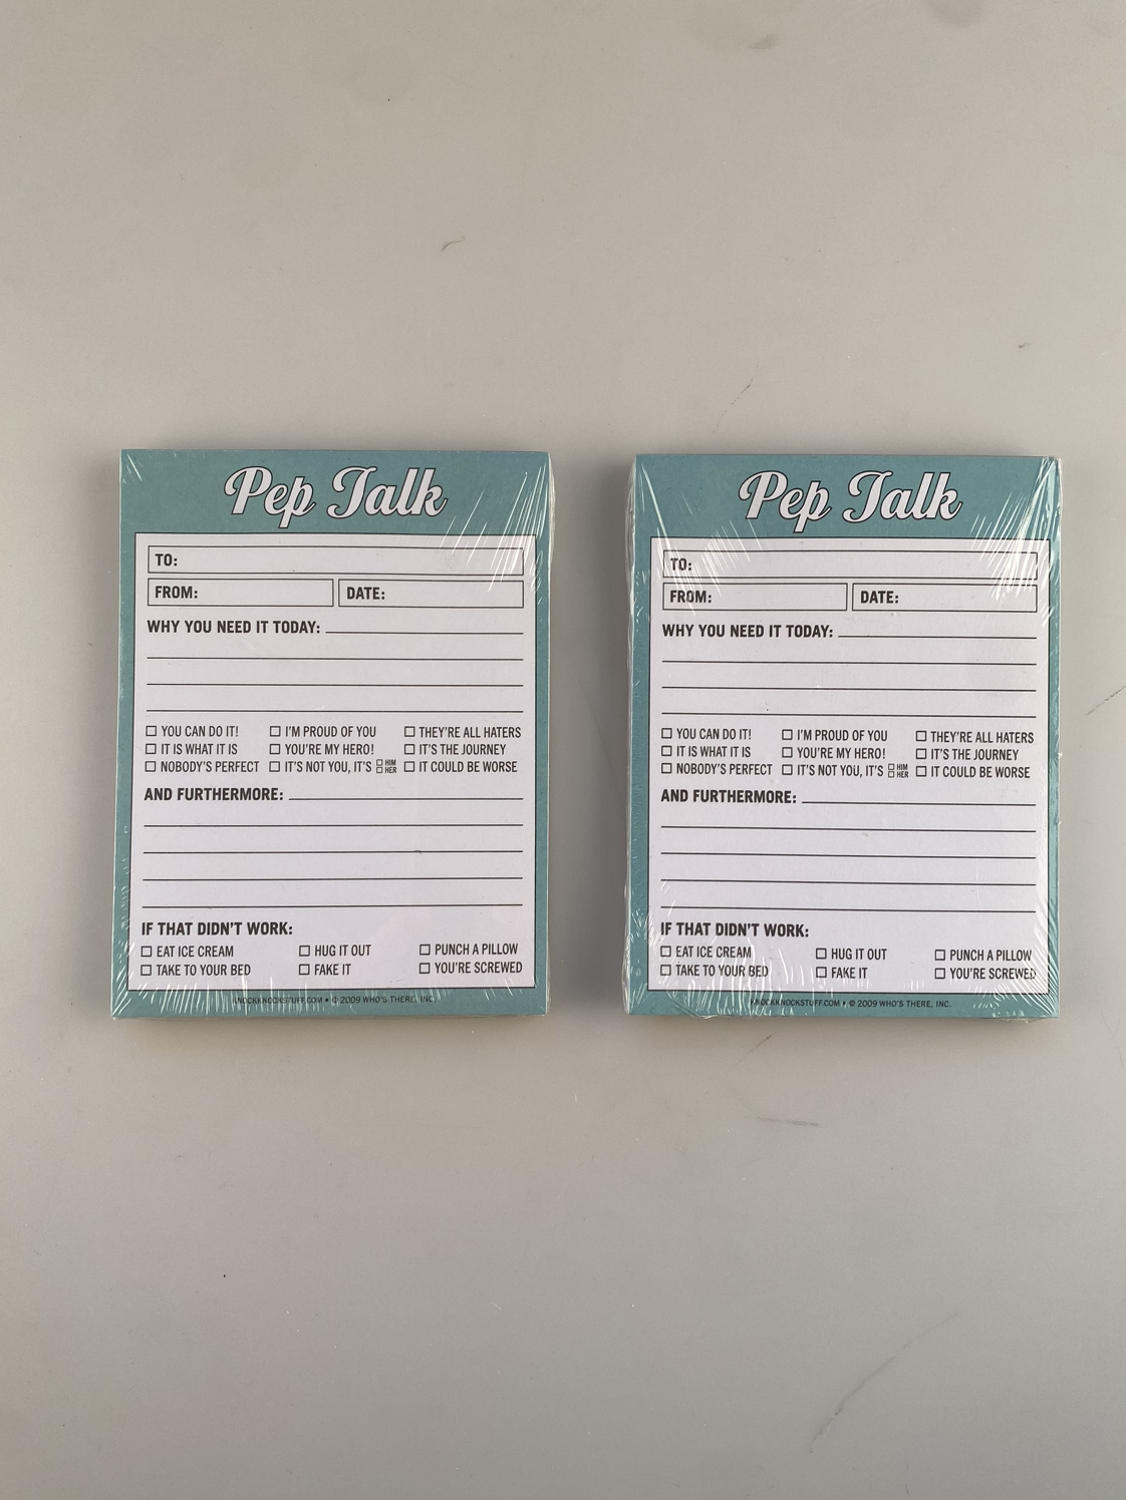 Pep Talk
TO:
FROM: DATE:
WHY YOU NEED IT TODAY:
YOU CAN DO IT! I'M PROUD OF YOU THEY'RE ALL HATERS
IT IS WHAT IT IS YOU'RE MY HERO! IT'S THE JOURNEY
NOBODY'S PERFECT IT'S NOT YOU, IT'S HIM HER IT COULD BE WORSE
AND FURTHERMORE:
IF THAT DIDN'T WORK:
EAT ICE CREAM HUG IT OUT PUNCH A PILLOW
TAKE TO YOUR BED FAKE IT YOU'RE SCREWED
KNOCKKNOCKSTUFF.COM • © 2009 WHO'S THERE, INC.
Pep Talk
TO:
FROM: DATE:
WHY YOU NEED IT TODAY:
YOU CAN DO IT! I'M PROUD OF YOU THEY'RE ALL HATERS
IT IS WHAT IT IS YOU'RE MY HERO! IT'S THE JOURNEY
NOBODY'S PERFECT IT'S NOT YOU, IT'S HIM HER IT COULD BE WORSE
AND FURTHERMORE:
IF THAT DIDN'T WORK:
EAT ICE CREAM HUG IT OUT PUNCH A PILLOW
TAKE TO YOUR BED FAKE IT YOU'RE SCREWED
KNOCKKNOCKSTUFF.COM • © 2009 WHO'S THERE, INC.